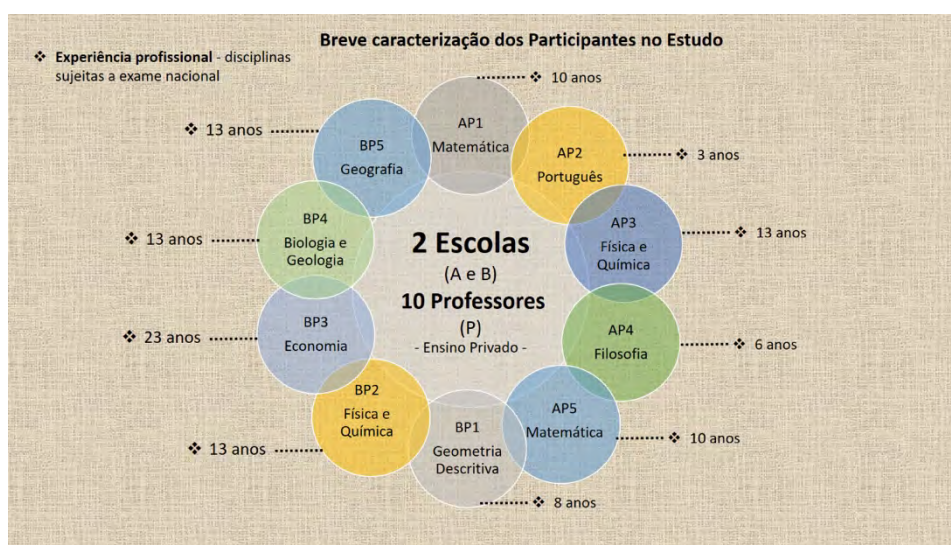 Breve caracterização dos Participantes no Estudo
❖ Experiência profissional - disciplinas
sujeitas a exame nacional
❖ 10 anos
AP1
Matemática
❖ 13 anos
BP5
Geografia
AP2
Português
❖ 3 anos
BP4
Biologia e
Geologia
❖ 13 anos
AP3
Física e
Química
❖ 13 anos
2 Escolas
(A e B)
10 Professores
(P)
- Ensino Privado -
BP3
Economia
❖ 23 anos
AP4
Filosofia
❖ 6 anos
BP2
Física e
Química
❖ 13 anos
AP5
Matemática
❖ 10 anos
BP1
Geometria
Descritiva
❖ 8 anos